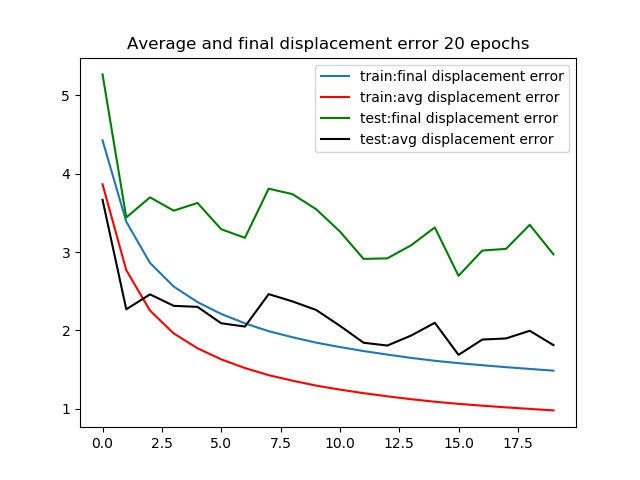 Average and final displacement error 20 epochs
train:final displacement error
train:avg displacement error
test:final displacement error
test:avg displacement error
5
4
3
2
1
0.0 2.5 5.0 7.5 10.0 12.5 15.0 17.5